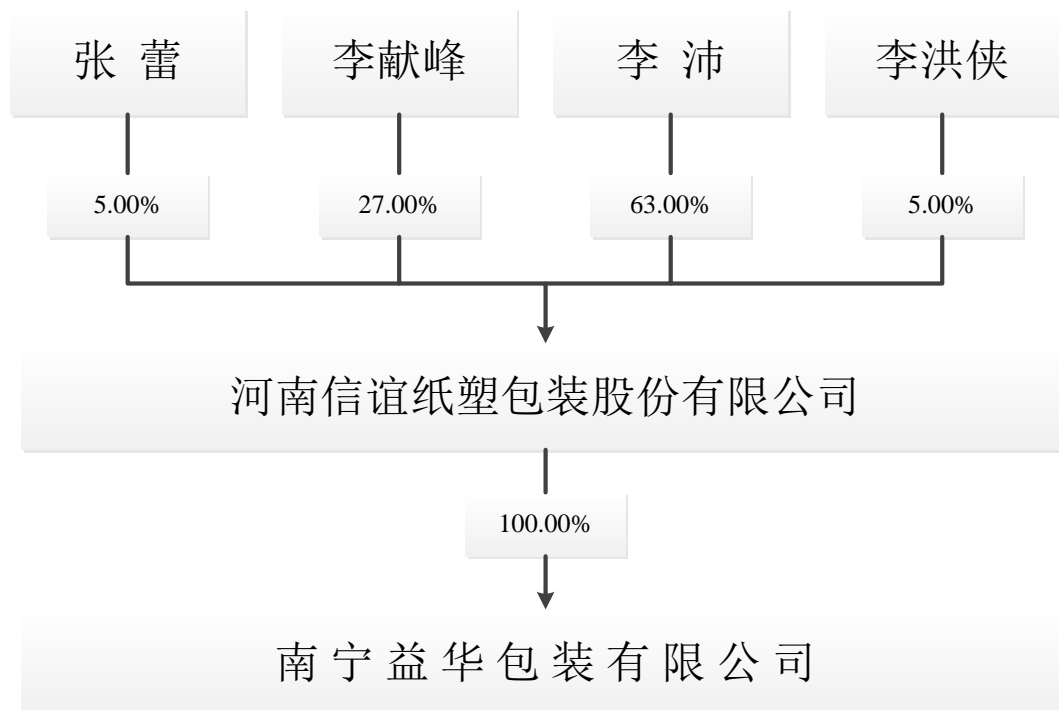 张 蕾 李献峰 李 沛 李洪侠
5.00% 27.00% 63.00% 5.00%
河南信谊纸塑包装股份有限公司
100.00%
南宁益华包装有限公司